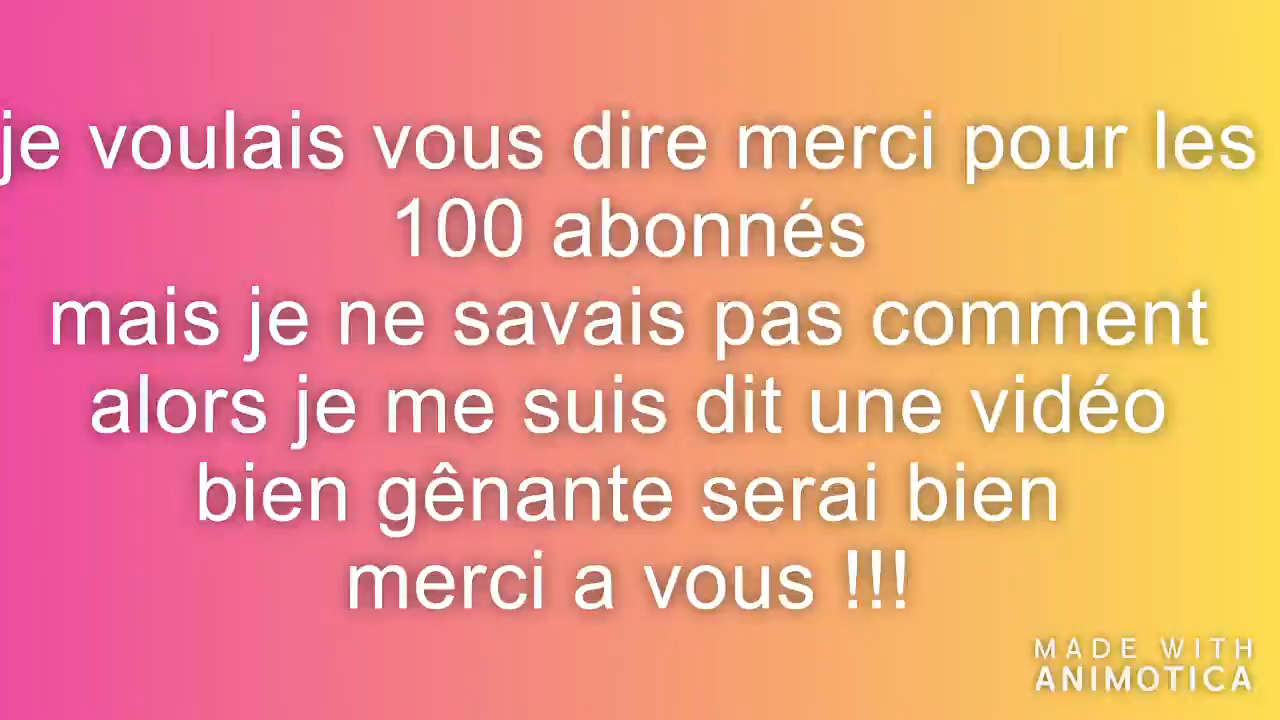 je voulais vous dire merci pour les
100 abonnés
mais je ne savais pas comment
alors je me suis dit une vidéo
bien gênante serai bien
merci a vous !!!
MADE WITH
ANIMOTICA